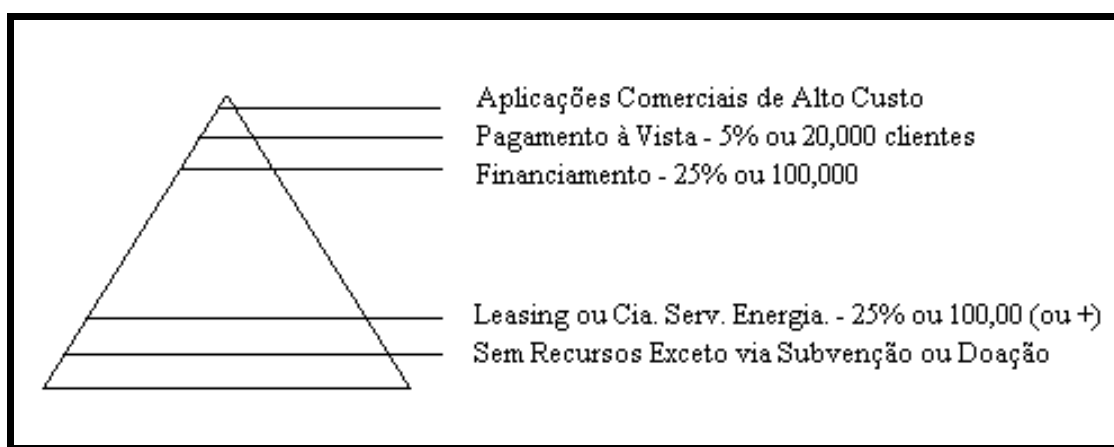 Aplicações Comerciais de Alto Custo
Pagamento à Vista - 5% ou 20,000 clientes
Financiamento - 25% ou 100,000
Leasing ou Cia. Serv. Energia. - 25% ou 100,00 (ou +)
Sem Recursos Exceto via Subvenção ou Doação